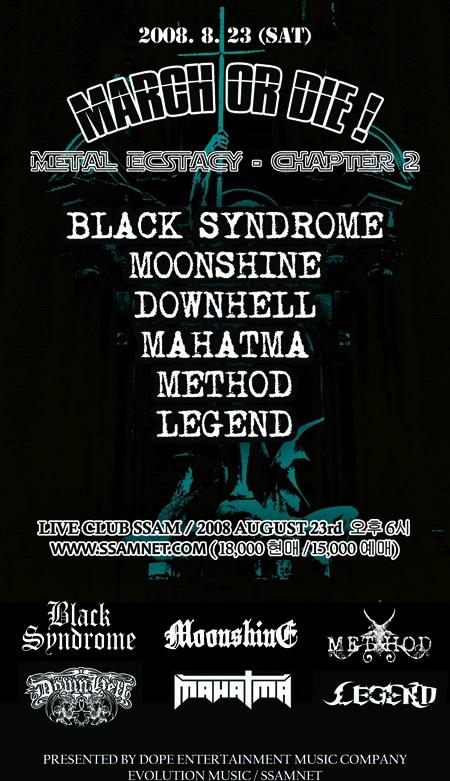 2008. 8. 23 (SAT)
MARCH OR DIE !
METAL ECSTACY - CHAPTER 2
BLACK SYNDROME
MOONSHINE
DOWNHELL
MAHATMA
METHOD
LEGEND
LIVE CLUB SSAM / 2008 AUGUST 23rd 오후 6시
WWW.SSAMNET.COM ( 18,000 현매 / 15,000 예매)
Black Syndrome
MoonshinE
METHOD
DownHell
MAHATMA
LEGEND
PRESENTED BY DOPE ENTERTAINMENT MUSIC COMPANY
EVOLUTION MUSIC / SSAMNET